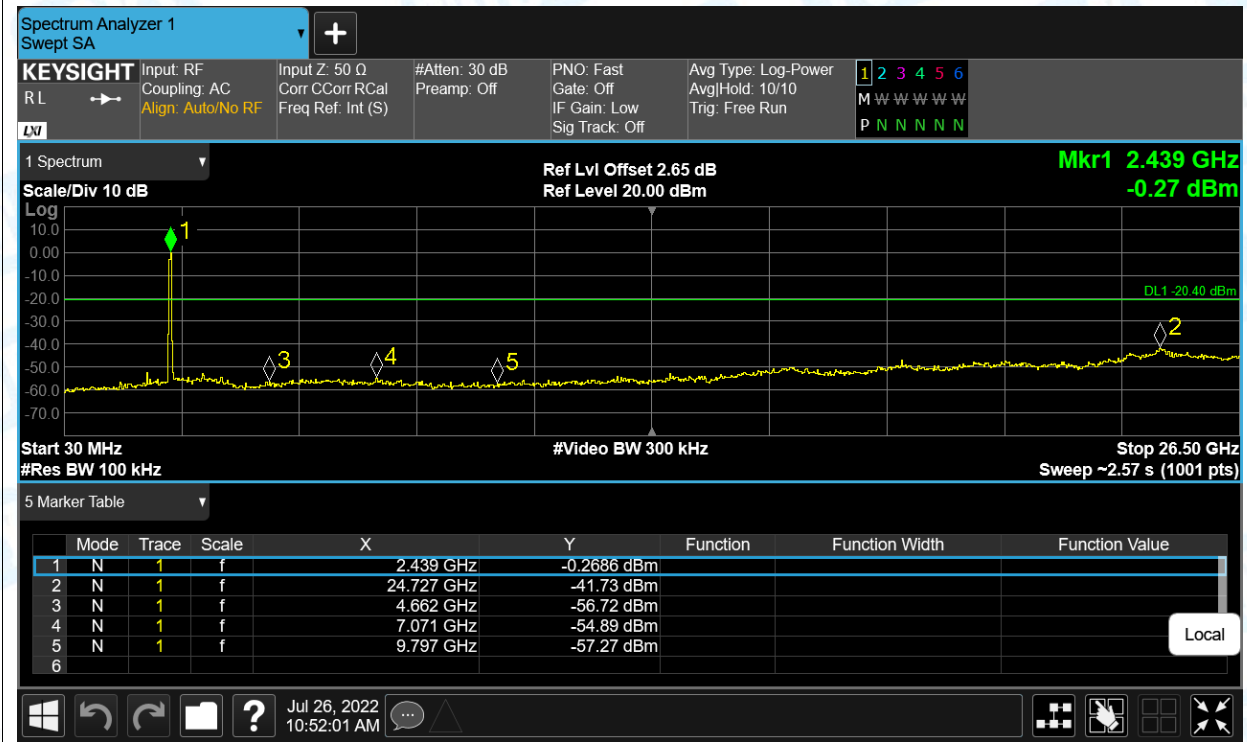 Spectrum Analyzer 1
Swept SA
KEYSIGHT
R L
LXI
Input: RF
Coupling: AC
Align: Auto/No RF
Input Z: 50 Ω
Corr CCorr RCal
Freq Ref: Int (S)
#Atten: 30 dB
Preamp: Off
PNO: Fast
Gate: Off
IF Gain: Low
Sig Track: Off
Avg Type: Log-Power
Avg|Hold: 10/10
Trig: Free Run
1 2 3 4 5 6
M W W W W W
P N N N N N
1 Spectrum
Scale/Div 10 dB
Ref Lvl Offset 2.65 dB
Ref Level 20.00 dBm
Mkr1 2.439 GHz
-0.27 dBm
Log
10.0
0.00
-10.0
-20.0
-30.0
-40.0
-50.0
-60.0
-70.0
1
DL1 -20.40 dBm
2
3
4
5
Start 30 MHz
#Video BW 300 kHz
Stop 26.50 GHz
#Res BW 100 kHz
Sweep ~2.57 s (1001 pts)
5 Marker Table
Mode Trace Scale X Y Function Function Width Function Value
1 N 1 f 2.439 GHz -0.2686 dBm
2 N 1 f 24.727 GHz -41.73 dBm
3 N 1 f 4.662 GHz -56.72 dBm
4 N 1 f 7.071 GHz -54.89 dBm
5 N 1 f 9.797 GHz -57.27 dBm
6
Local
?
Jul 26, 2022
10:52:01 AM